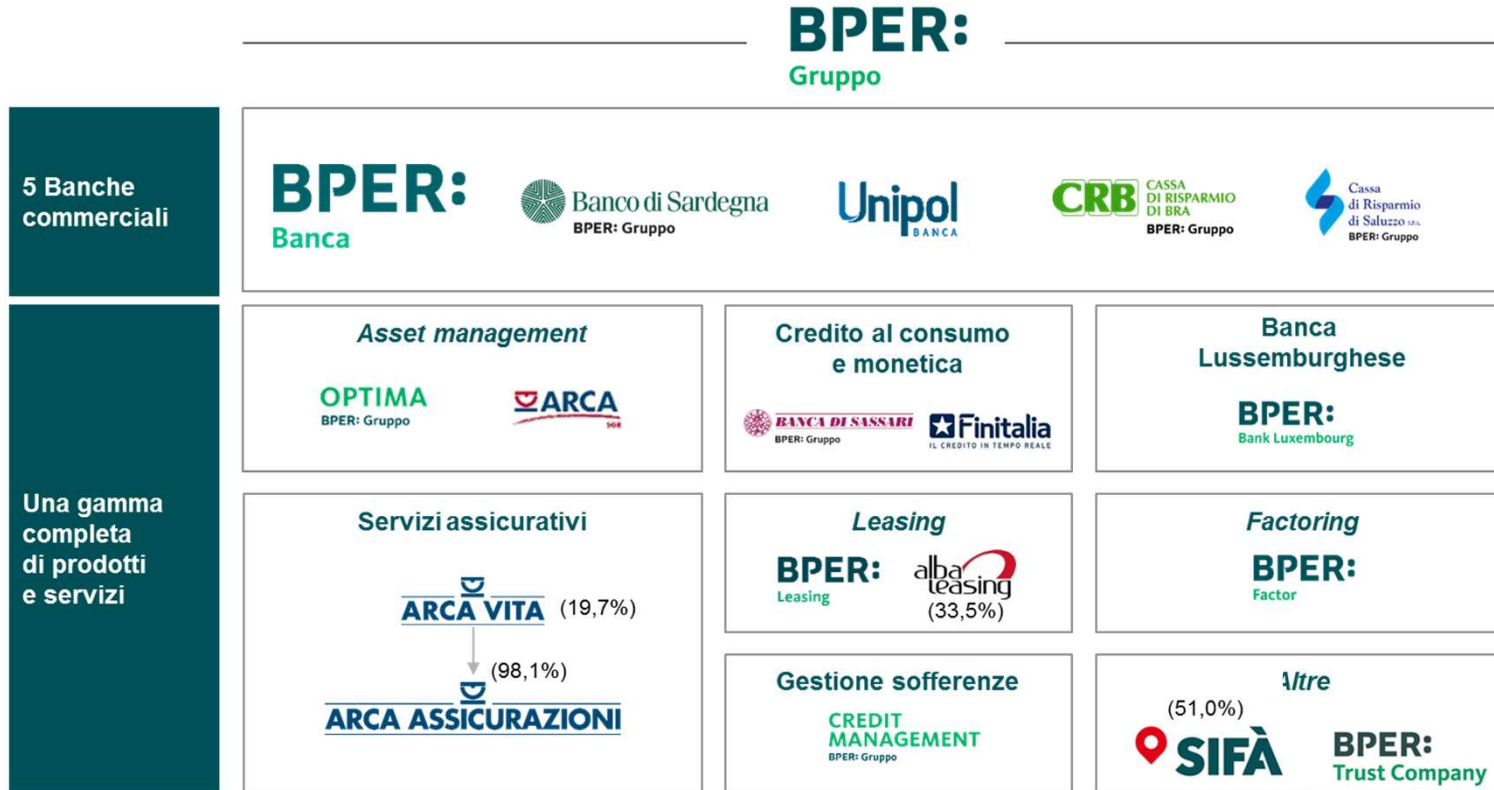 BPER:
Gruppo
5 Banche
commerciali
BPER:
Banca
Banco di Sardegna
BPER: Gruppo
Unipol
BANCA
CRB
CASSA
DI RISPARMIO
DI BRA
BPER: Gruppo
Cassa
di Risparmio
di Saluzzo S.P.A.
BPER: Gruppo
Una gamma
completa
di prodotti
e servizi
Asset management
OPTIMA
BPER: Gruppo
ARCA
SGR
Credito al consumo
e monetica
BANCA DI SASSARI
BPER: Gruppo
Finitalia
IL CREDITO IN TEMPO REALE
Banca
Lussemburghese
BPER:
Bank Luxembourg
Servizi assicurativi
ARCA VITA (19,7%)
(98,1%)
ARCA ASSICURAZIONI
Leasing
BPER:
Leasing
alba
leasing
(33,5%)
Factoring
BPER:
Factor
Gestione sofferenze
CREDIT
MANAGEMENT
BPER: Gruppo
Altre
(51,0%)
SIFÀ
BPER:
Trust Company